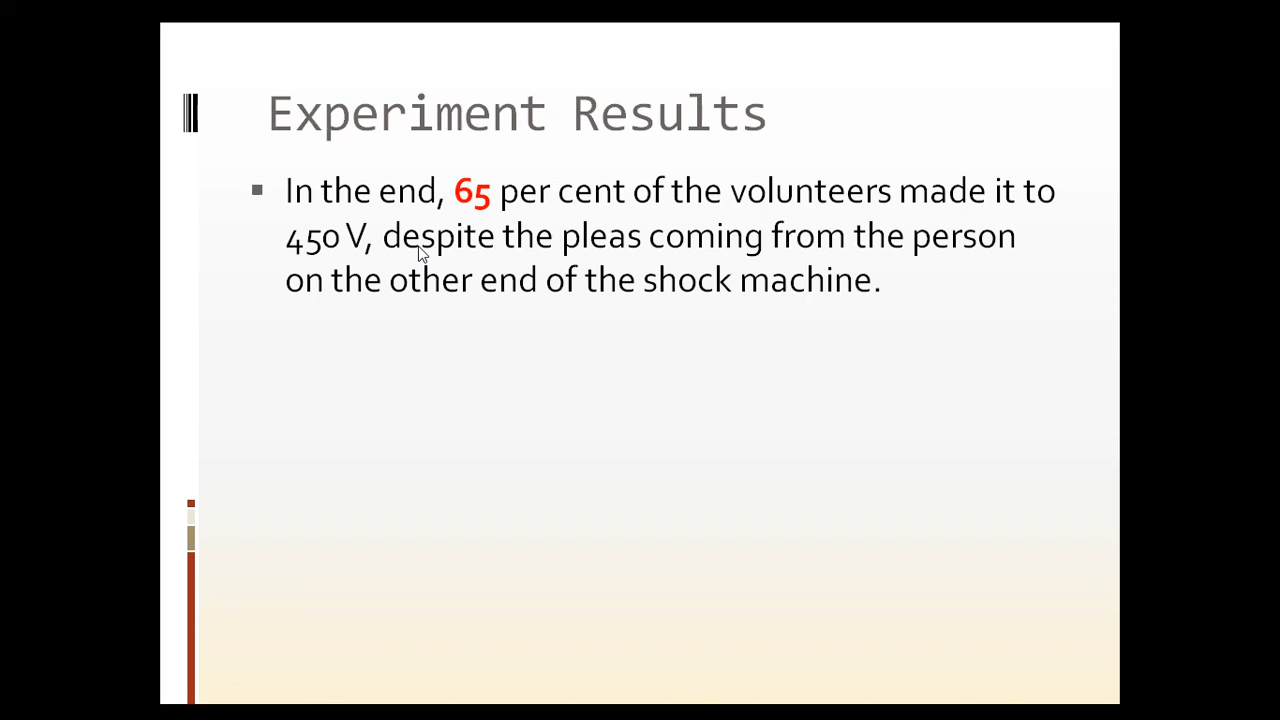 Experiment Results
In the end, 65 per cent of the volunteers made it to
450 V, despite the pleas coming from the person
on the other end of the shock machine.